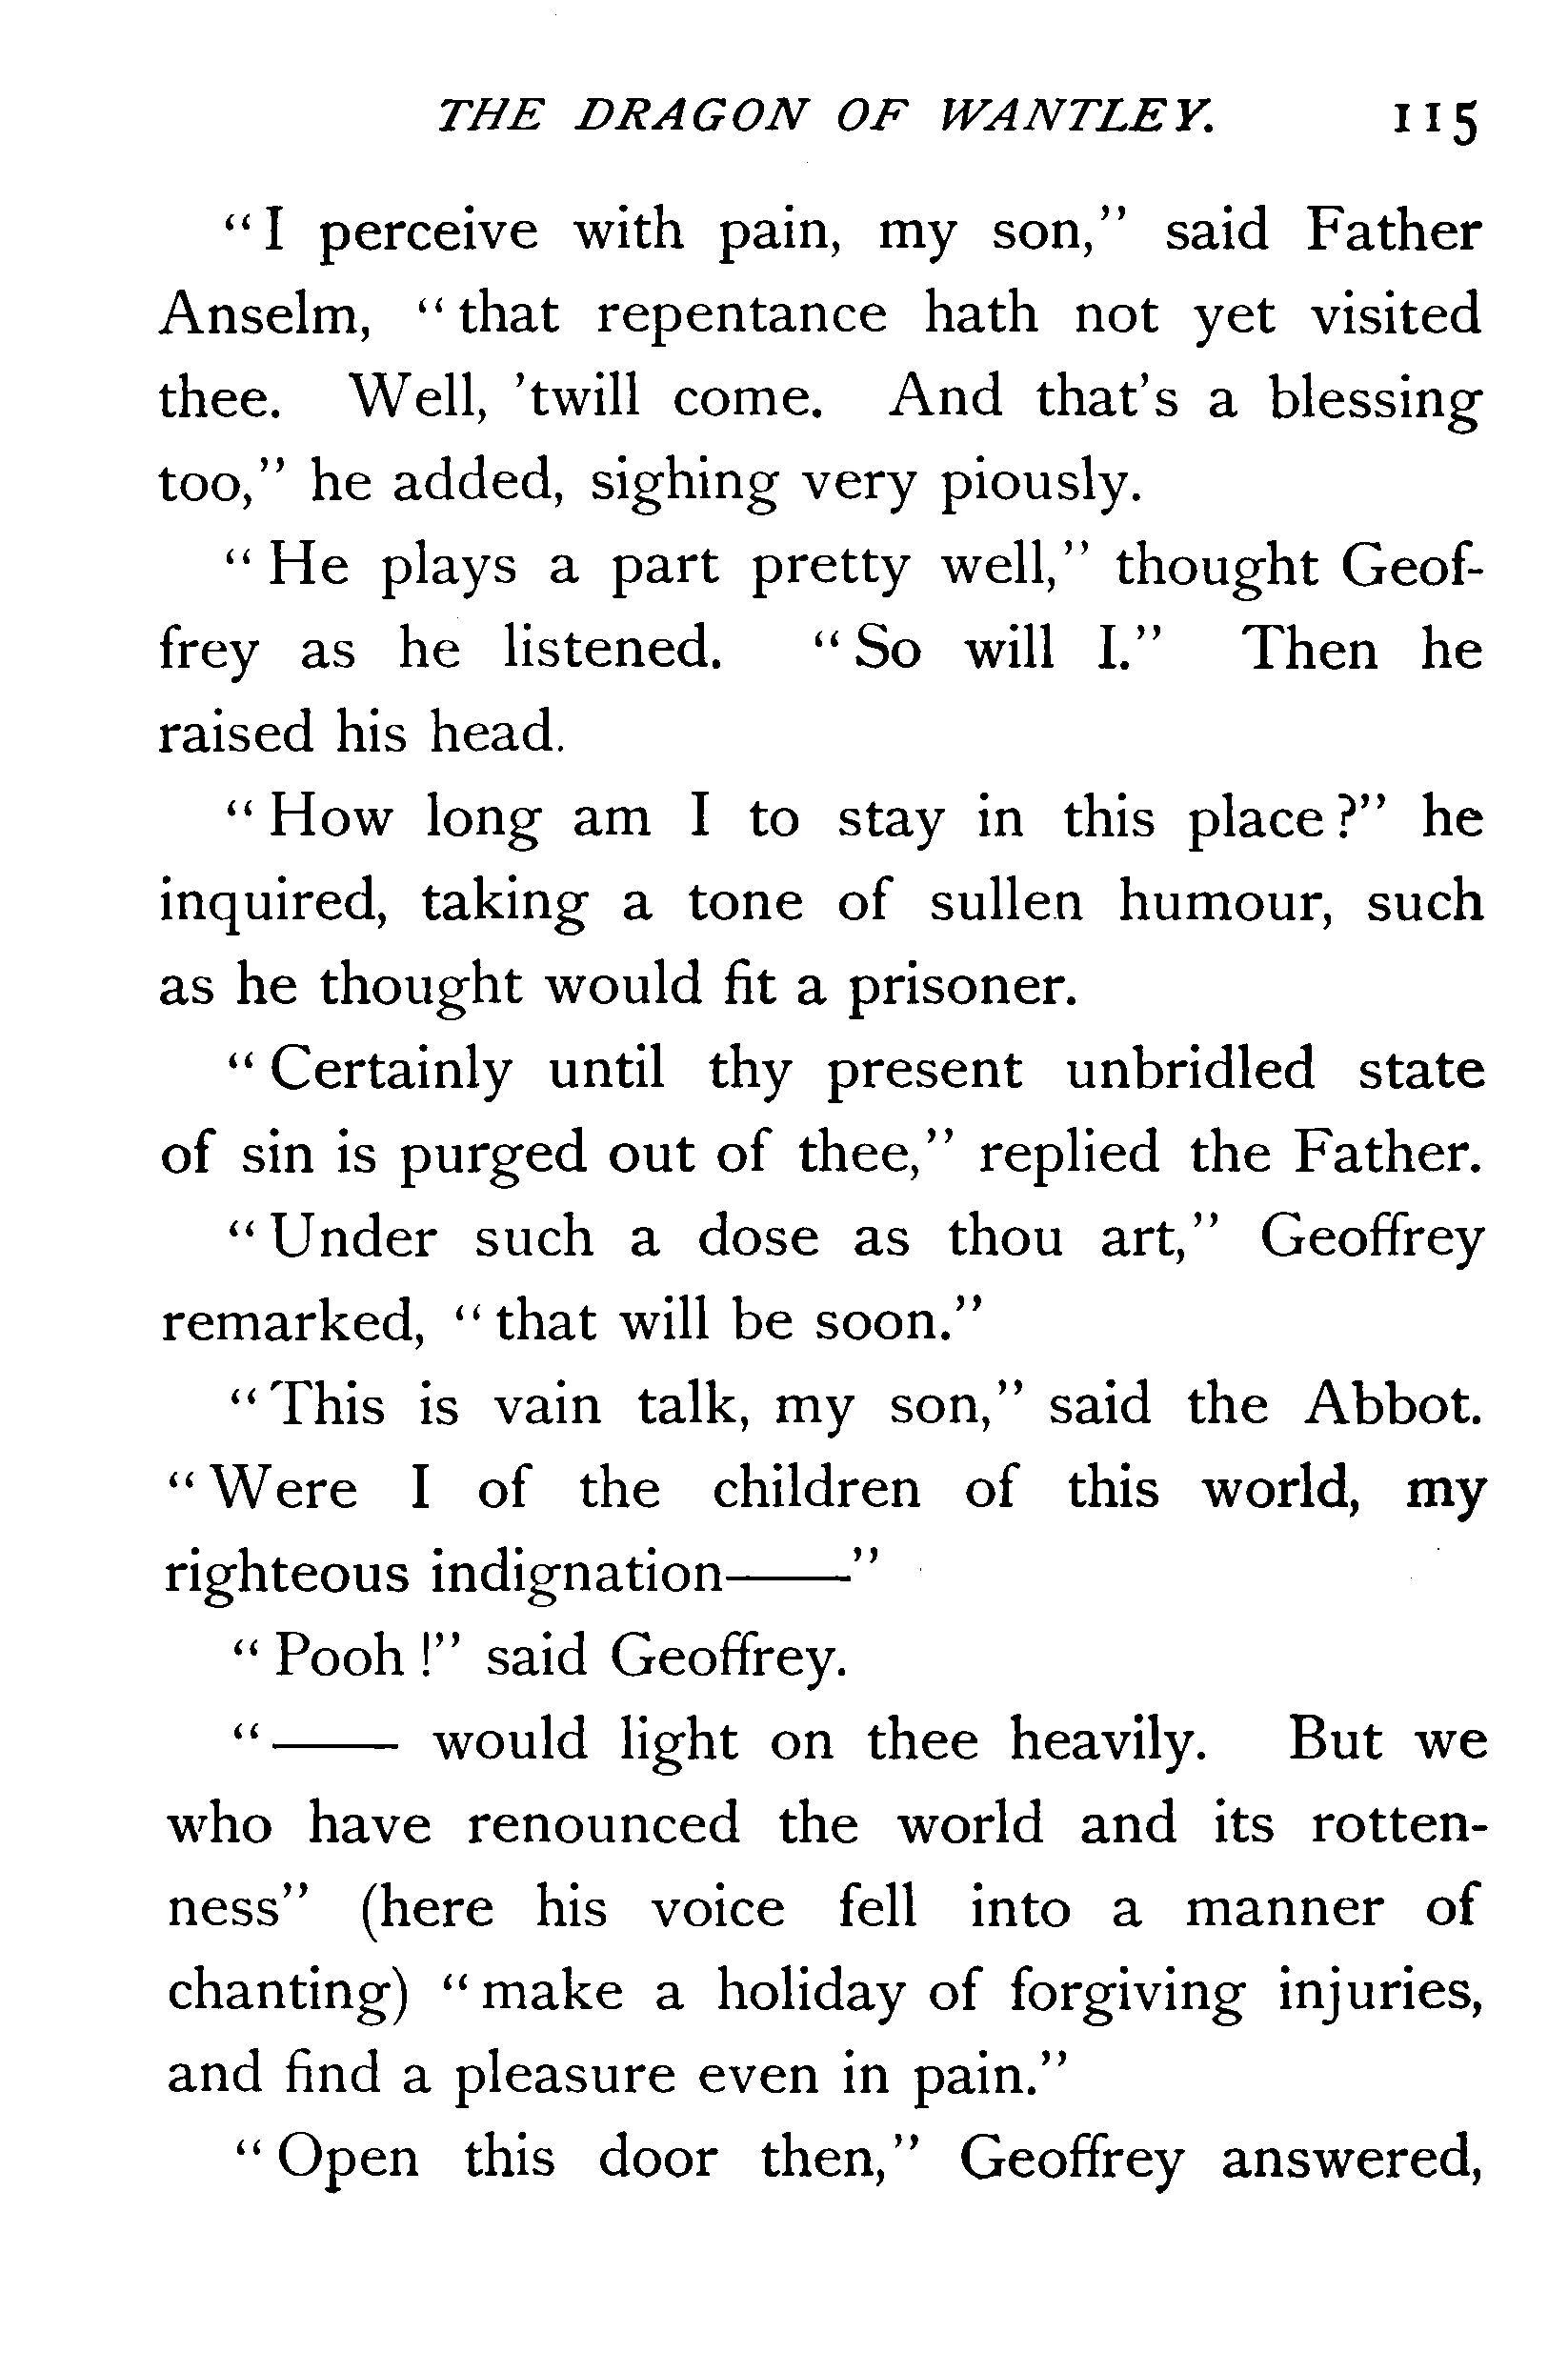 THE DRAGON OF WANTLEY. 115
“I perceive with pain, my son,” said Father
Anselm, “that repentance hath not yet visited
thee. Well, ’twill come. And that’s a blessing
too,” he added, sighing very piously.
“He plays a part pretty well,” thought Geof-
frey as he listened. “So will I.” Then he
raised his head.
“How long am I to stay in this place?” he
inquired, taking a tone of sullen humour, such
as he thought would fit a prisoner.
“Certainly until thy present unbridled state
of sin is purged out of thee,” replied the Father.
“Under such a dose as thou art,” Geoffrey
remarked, “that will be soon.”
“This is vain talk, my son,” said the Abbot.
“Were I of the children of this world, my
righteous indignation——”
“Pooh!” said Geoffrey.
“—— would light on thee heavily. But we
who have renounced the world and its rotten-
ness” (here his voice fell into a manner of
chanting) “make a holiday of forgiving injuries,
and find a pleasure even in pain.”
“Open this door then,” Geoffrey answered,